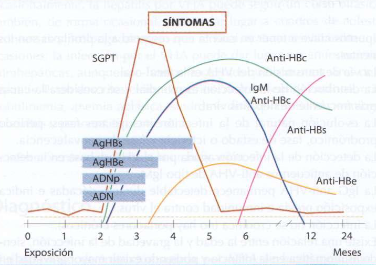 SÍNTOMAS
SGPT
Anti-HBc
IgM
Anti-HBc
Anti-HBs
Anti-HBe
AgHBs
AgHBe
ADNp
ADN
0 1 2 3 4 5 6 12 24
Exposición Meses